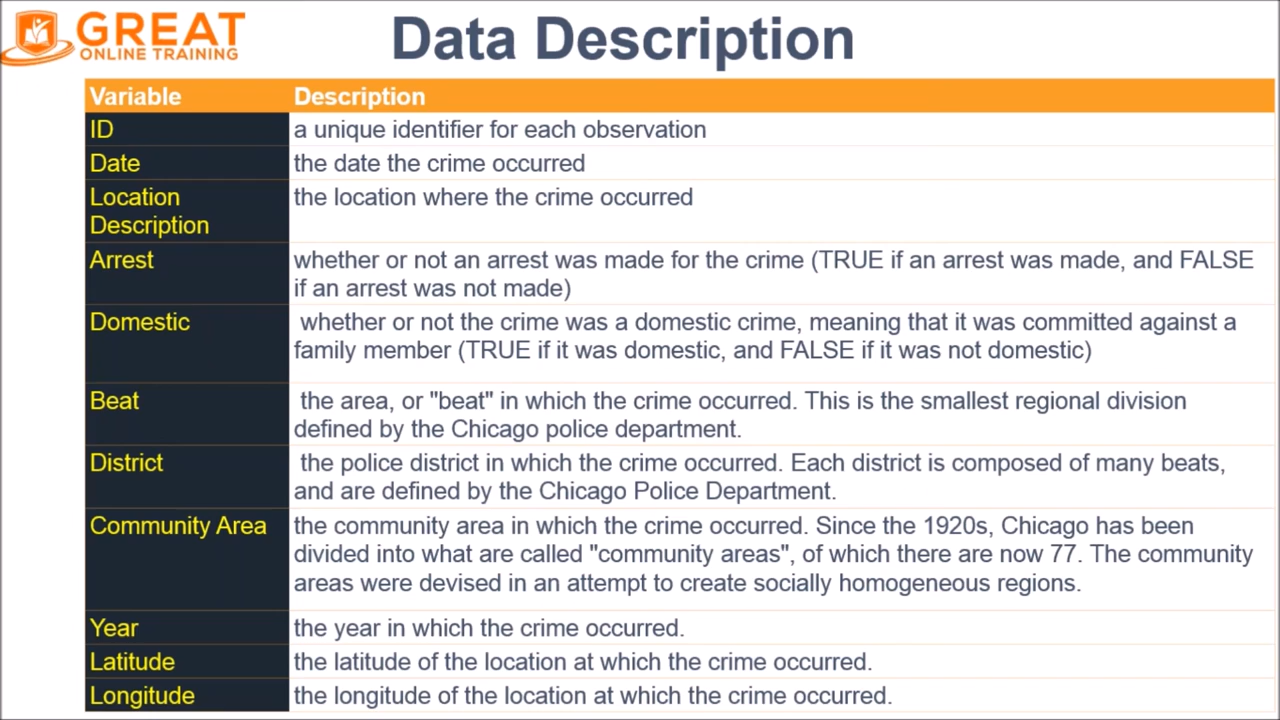 GREAT
ONLINE TRAINING
Data Description
Variable Description
ID a unique identifier for each observation
Date the date the crime occurred
Location the location where the crime occurred
Description
Arrest whether or not an arrest was made for the crime (TRUE if an arrest was made, and FALSE
if an arrest was not made)
Domestic whether or not the crime was a domestic crime, meaning that it was committed against a
family member (TRUE if it was domestic, and FALSE if it was not domestic)
Beat the area, or "beat" in which the crime occurred. This is the smallest regional division
defined by the Chicago police department.
District the police district in which the crime occurred. Each district is composed of many beats,
and are defined by the Chicago Police Department.
Community Area the community area in which the crime occurred. Since the 1920s, Chicago has been
divided into what are called "community areas", of which there are now 77. The community
areas were devised in an attempt to create socially homogeneous regions.
Year the year in which the crime occurred.
Latitude the latitude of the location at which the crime occurred.
Longitude the longitude of the location at which the crime occurred.